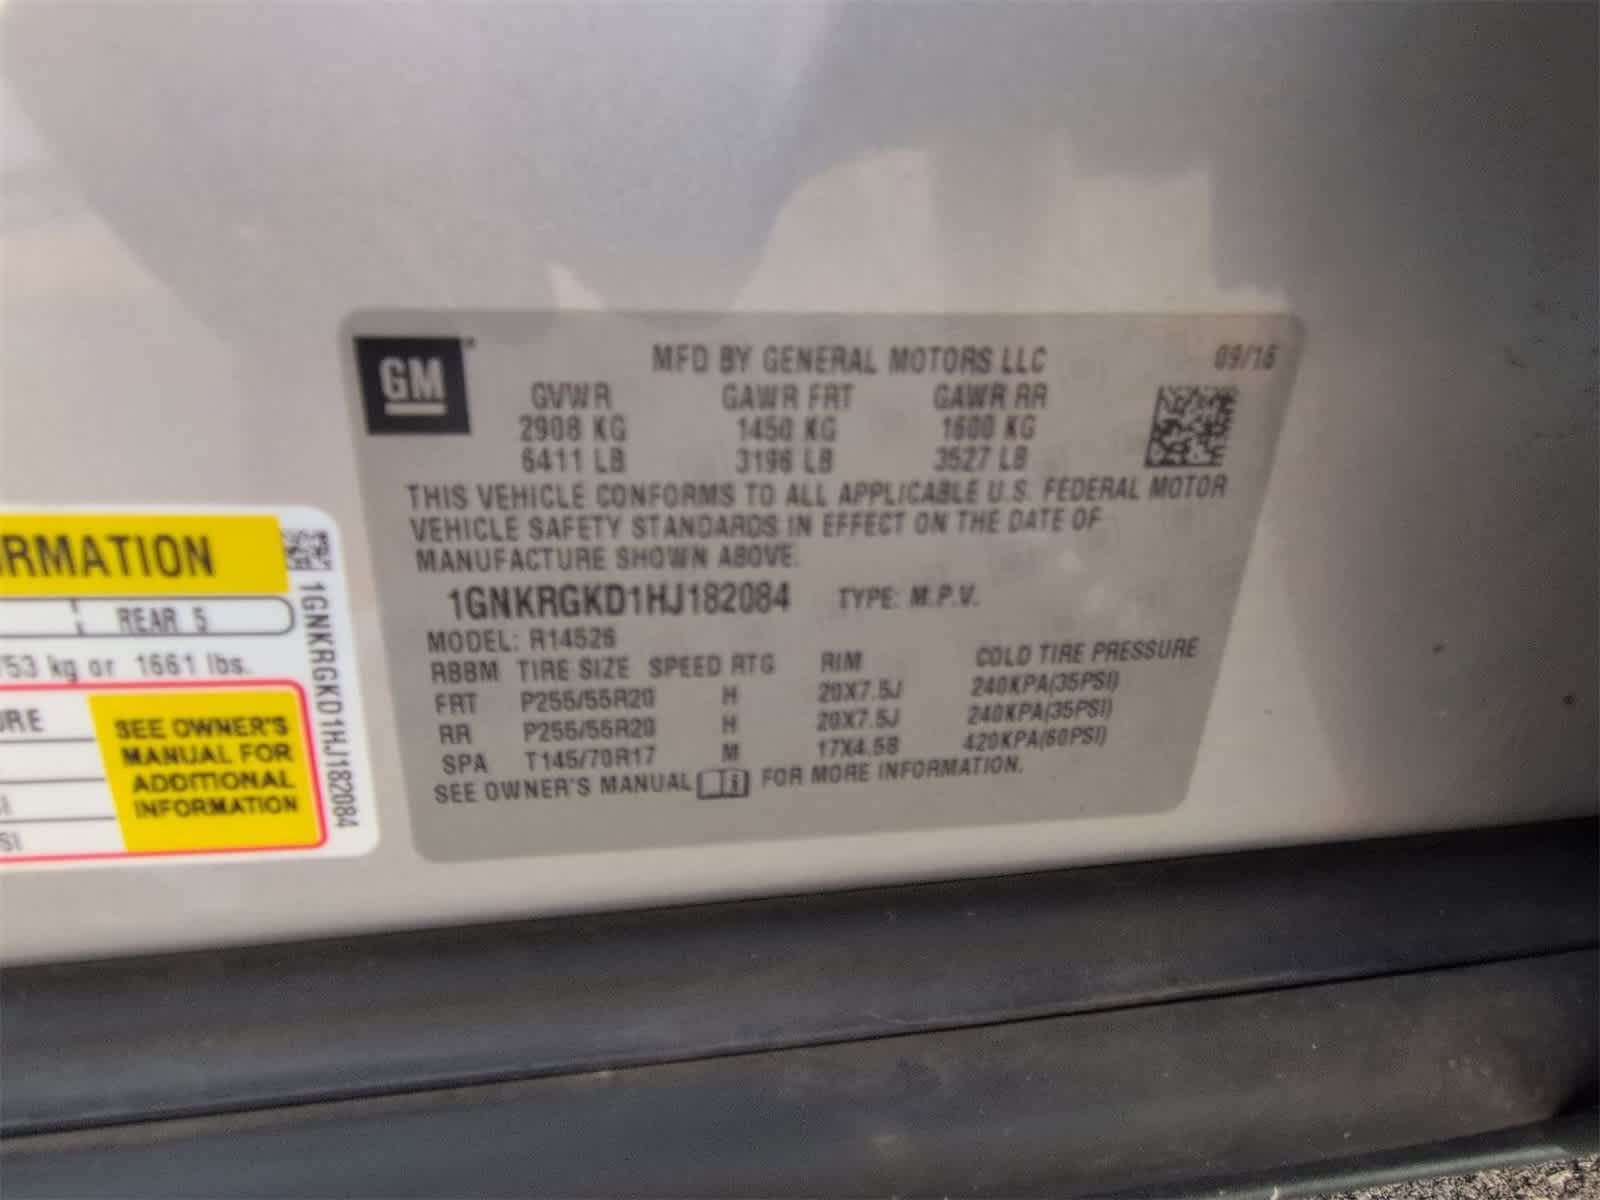 GM
MFD BY GENERAL MOTORS LLC 09/16
GVWR GAWR FRT GAWR RR
2908 KG 1450 KG 1600 KG
6411 LB 3196 LB 3527 LB
THIS VEHICLE CONFORMS TO ALL APPLICABLE U.S. FEDERAL MOTOR
VEHICLE SAFETY STANDARDS IN EFFECT ON THE DATE OF
MANUFACTURE SHOWN ABOVE.
1GNKRGKD1HJ182084 TYPE: M.P.V.
MODEL: R14526
RBBM TIRE SIZE SPEED RTG RIM COLD TIRE PRESSURE
FRT P255/55R20 H 20X7.5J 240KPA(35PSI)
RR P255/55R20 H 20X7.5J 240KPA(35PSI)
SPA T145/70R17 M 17X4.5B 420KPA(60PSI)
SEE OWNER'S MANUAL FOR MORE INFORMATION.
RMATION
REAR 5
753 kg or 1661 lbs.
URE
SI
SEE OWNER'S
MANUAL FOR
ADDITIONAL
INFORMATION
1GNKRGKD1HJ182084